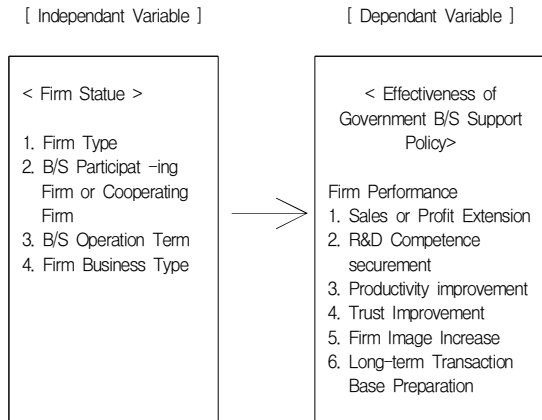 [ Independant Variable ]
[ Dependant Variable ]
< Firm Statue >
1. Firm Type
2. B/S Participat -ing
Firm or Cooperating
Firm
3. B/S Operation Term
4. Firm Business Type
< Effectiveness of
Government B/S Support
Policy>
Firm Performance
1. Sales or Profit Extension
2. R&D Competence
securement
3. Productivity improvement
4. Trust Improvement
5. Firm Image Increase
6. Long-term Transaction
Base Preparation